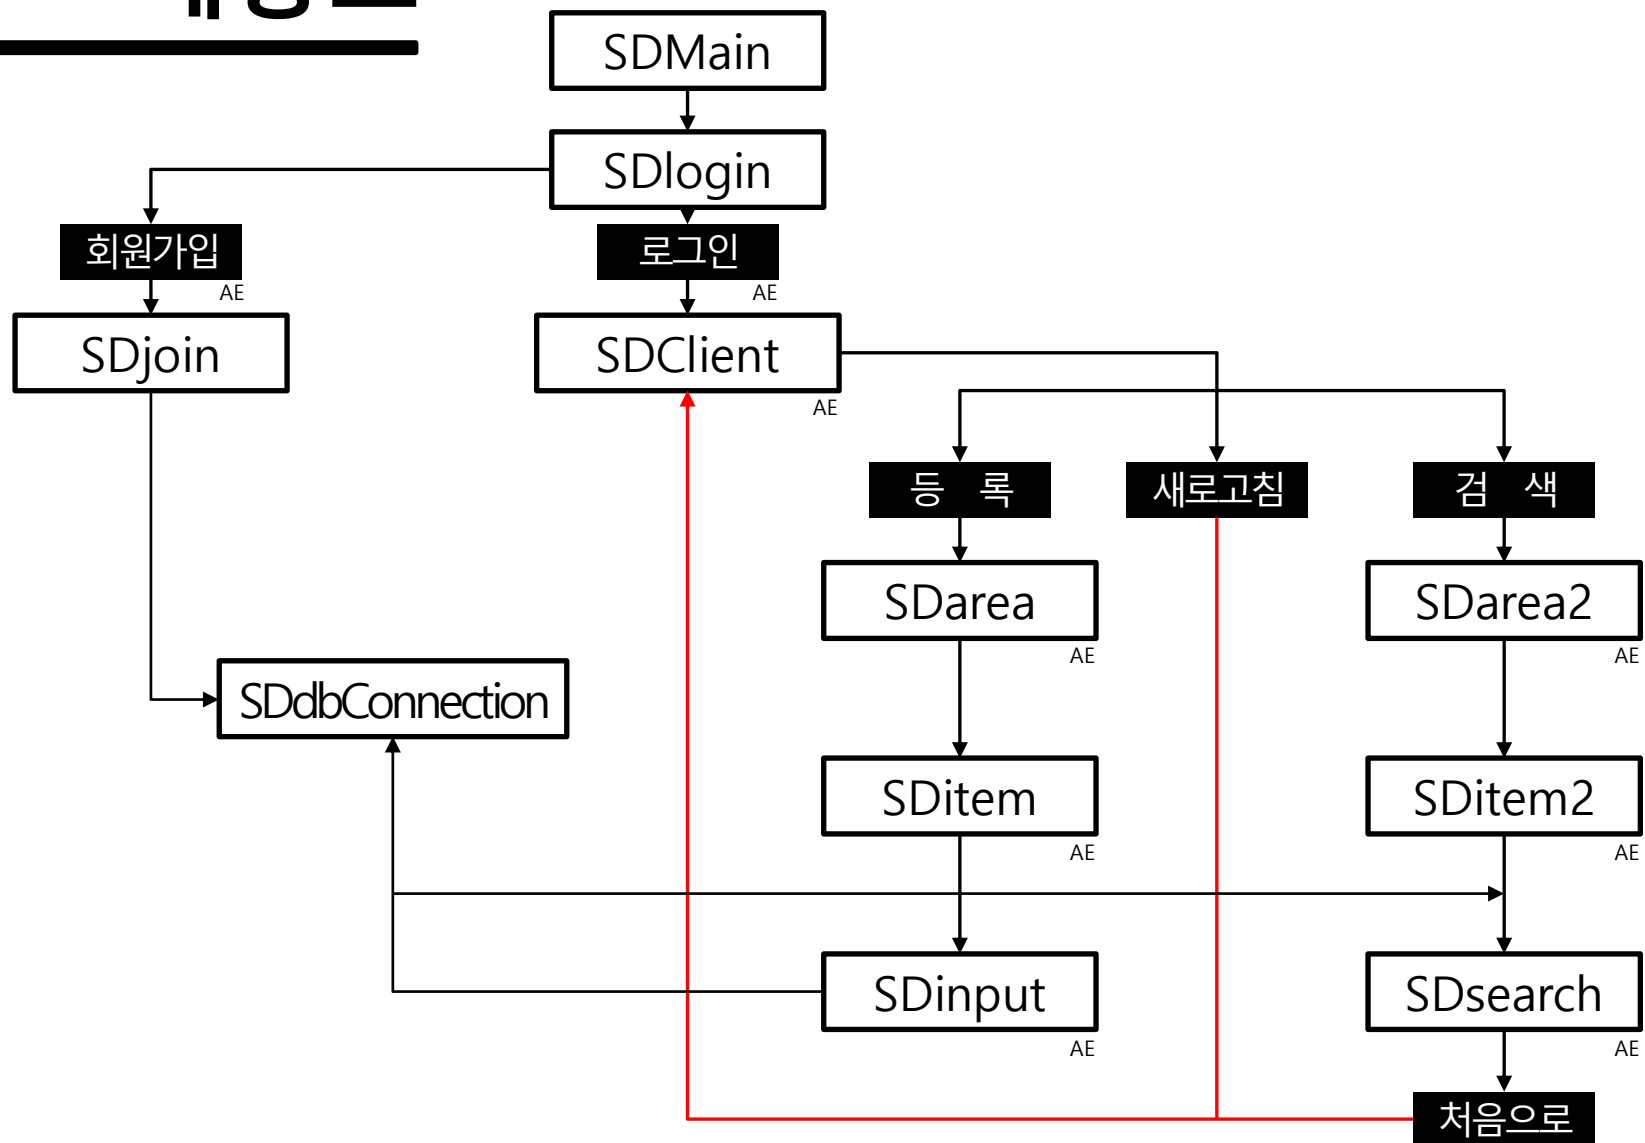 SDMain
SDlogin
회원가입
로그인
AE
AE
SDjoin
SDClient
AE
등 록
새로고침
검 색
SDarea
SDarea2
AE
AE
SDdbConnection
SDitem
SDitem2
AE
AE
SDinput
SDsearch
AE
AE
처음으로